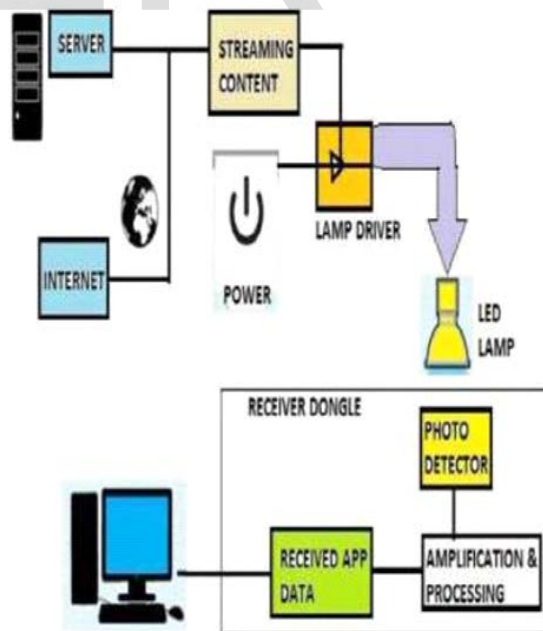 SERVER
STREAMING
CONTENT
LAMP DRIVER
INTERNET
POWER
LED
LAMP
RECEIVER DONGLE
PHOTO
DETECTOR
RECEIVED APP
DATA
AMPLIFICATION &
PROCESSING